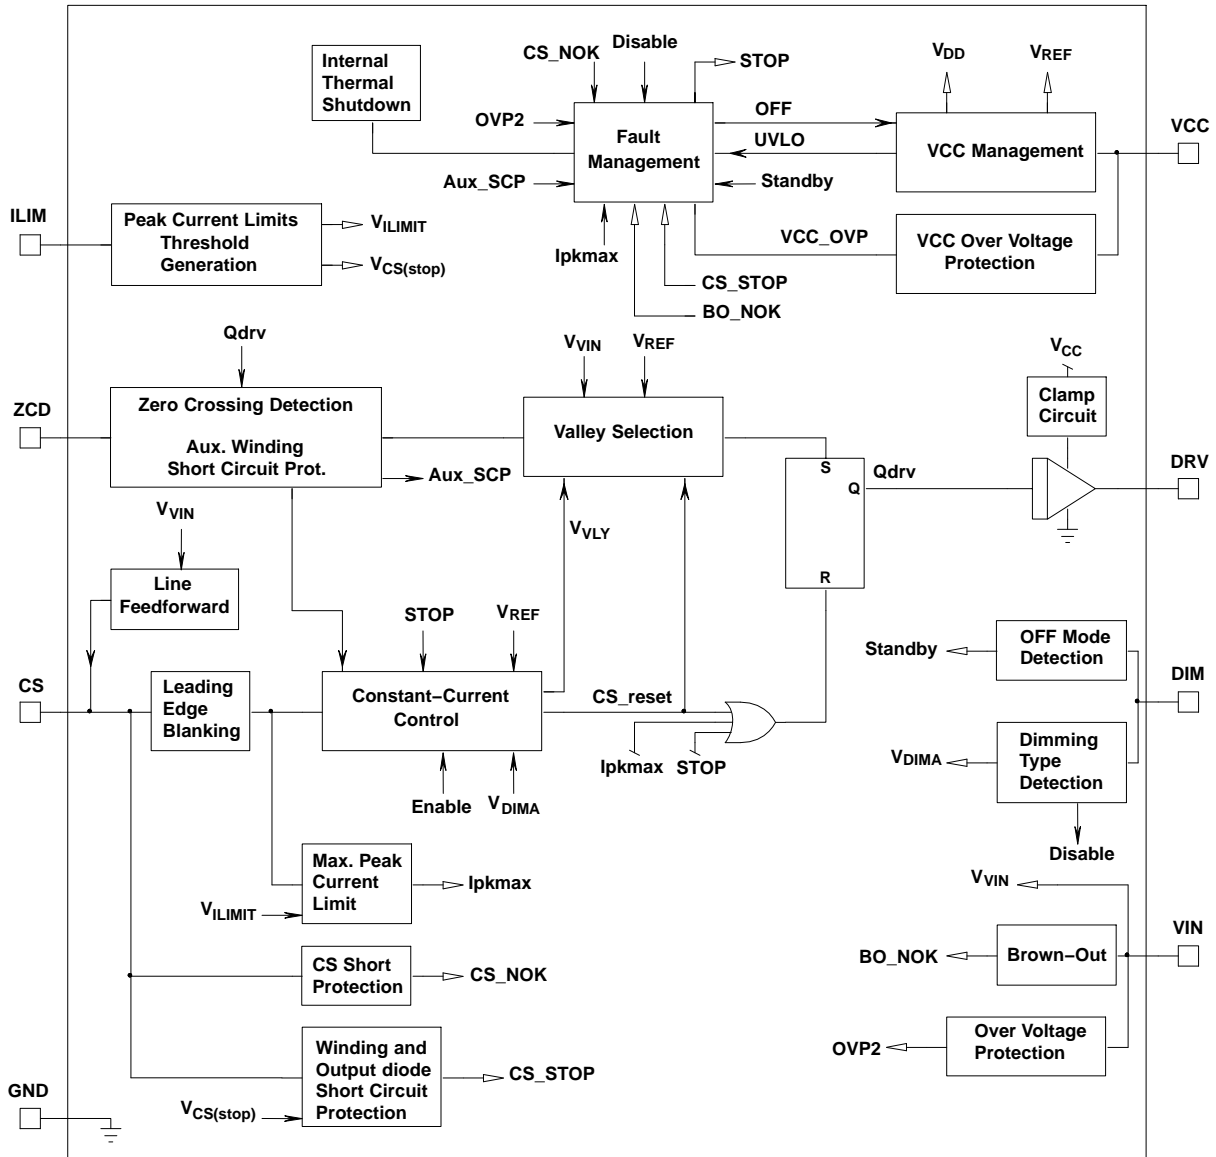 Internal
Thermal
Shutdown
CS_NOK
Disable
STOP
OVP2
Fault
Management
Aux_SCP
Ipkmax
OFF
UVLO
Standby
VCC_OVP
CS_STOP
BO_NOK
VDD
VREF
VCC Management
VCC
VCC Over Voltage
Protection
ILIM
Peak Current Limits
Threshold
Generation
VILIMIT
VCS(stop)
Qdrv
ZCD
Zero Crossing Detection
Aux. Winding
Short Circuit Prot.
Aux_SCP
VVIN
VREF
Valley Selection
VVLY
S
Q
R
Qdrv
VCC
Clamp
Circuit
DRV
VVIN
Line
Feedforward
CS
Leading
Edge
Blanking
STOP
VREF
Constant−Current
Control
CS_reset
Enable
VDIMA
Ipkmax
STOP
Standby
OFF Mode
Detection
DIM
VDIMA
Dimming
Type
Detection
Disable
Max. Peak
Current
Limit
VILIMIT
Ipkmax
CS Short
Protection
CS_NOK
Winding and
Output diode
Short Circuit
Protection
VCS(stop)
CS_STOP
VVIN
BO_NOK
Brown−Out
VIN
OVP2
Over Voltage
Protection
GND